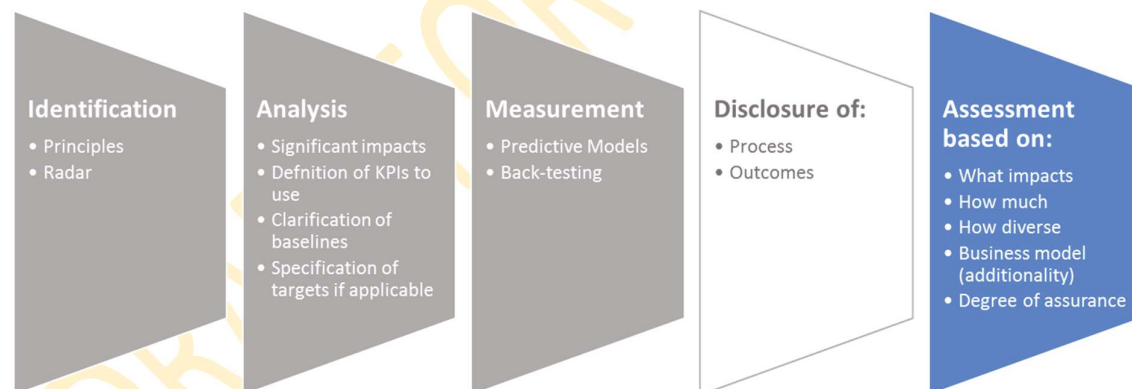 Identification
• Principles
• Radar
Analysis
• Significant impacts
• Defnition of KPIs to
use
• Clarification of
baselines
• Specification of
targets if applicable
Measurement
• Predictive Models
• Back-testing
Disclosure of:
• Process
• Outcomes
Assessment
based on:
• What impacts
• How much
• How diverse
• Business model
(additionality)
• Degree of assurance